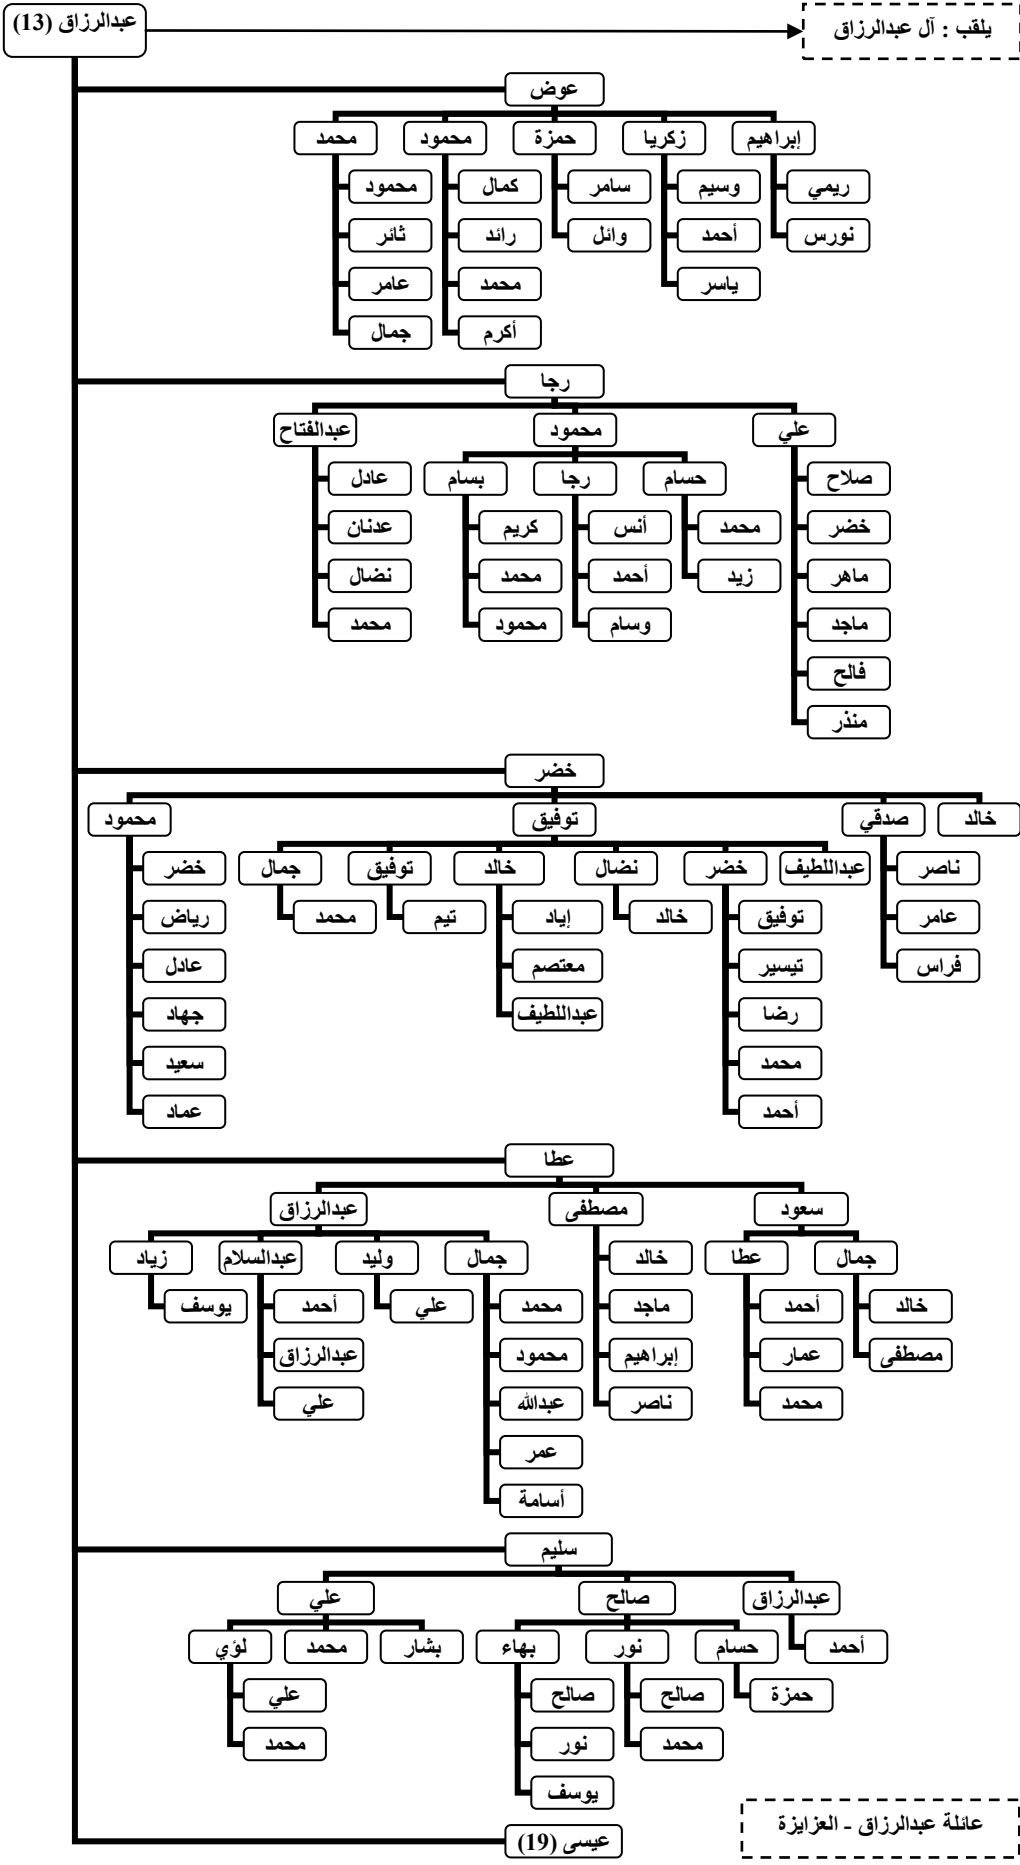 عبدالرزاق (13)
يلقب : آل عبدالرزاق
عوض
إبراهيم زكريا حمزة محمود محمد
ريمي وسيم سامر كمال محمود
نورس أحمد وائل رائد ثائر
ياسر محمد عامر
أكرم جمال
رجا
علي محمود عبدالفتاح
صلاح حسام رجا بسام عادل
خضر محمد أنس كريم عدنان
ماهر زيد أحمد محمد نضال
ماجد وسام محمود محمد
فالح
منذر
خضر
خالد صدقي توفيق محمود
ناصر عبداللطيف خضر نضال خالد توفيق جمال خضر
عامر توفيق خالد إياد تيم محمد رياض
فراس تيسير معتصم عادل
رضا عبداللطيف جهاد
محمد سعيد
أحمد عماد
عطا
سعود مصطفى عبدالرزاق
جمال عطا خالد جمال وليد عبدالسلام زياد
خالد أحمد ماجد محمد علي أحمد يوسف
مصطفى عمار إبراهيم محمود عبدالرزاق
محمد ناصر عبدالله علي
عمر
أسامة
سليم
عبدالرزاق صالح علي
أحمد حسام نور بهاء بشار محمد لؤي
حمزة صالح صالح علي
محمد نور محمد
يوسف
عيسى (19)
عائلة عبدالرزاق - العزايزة